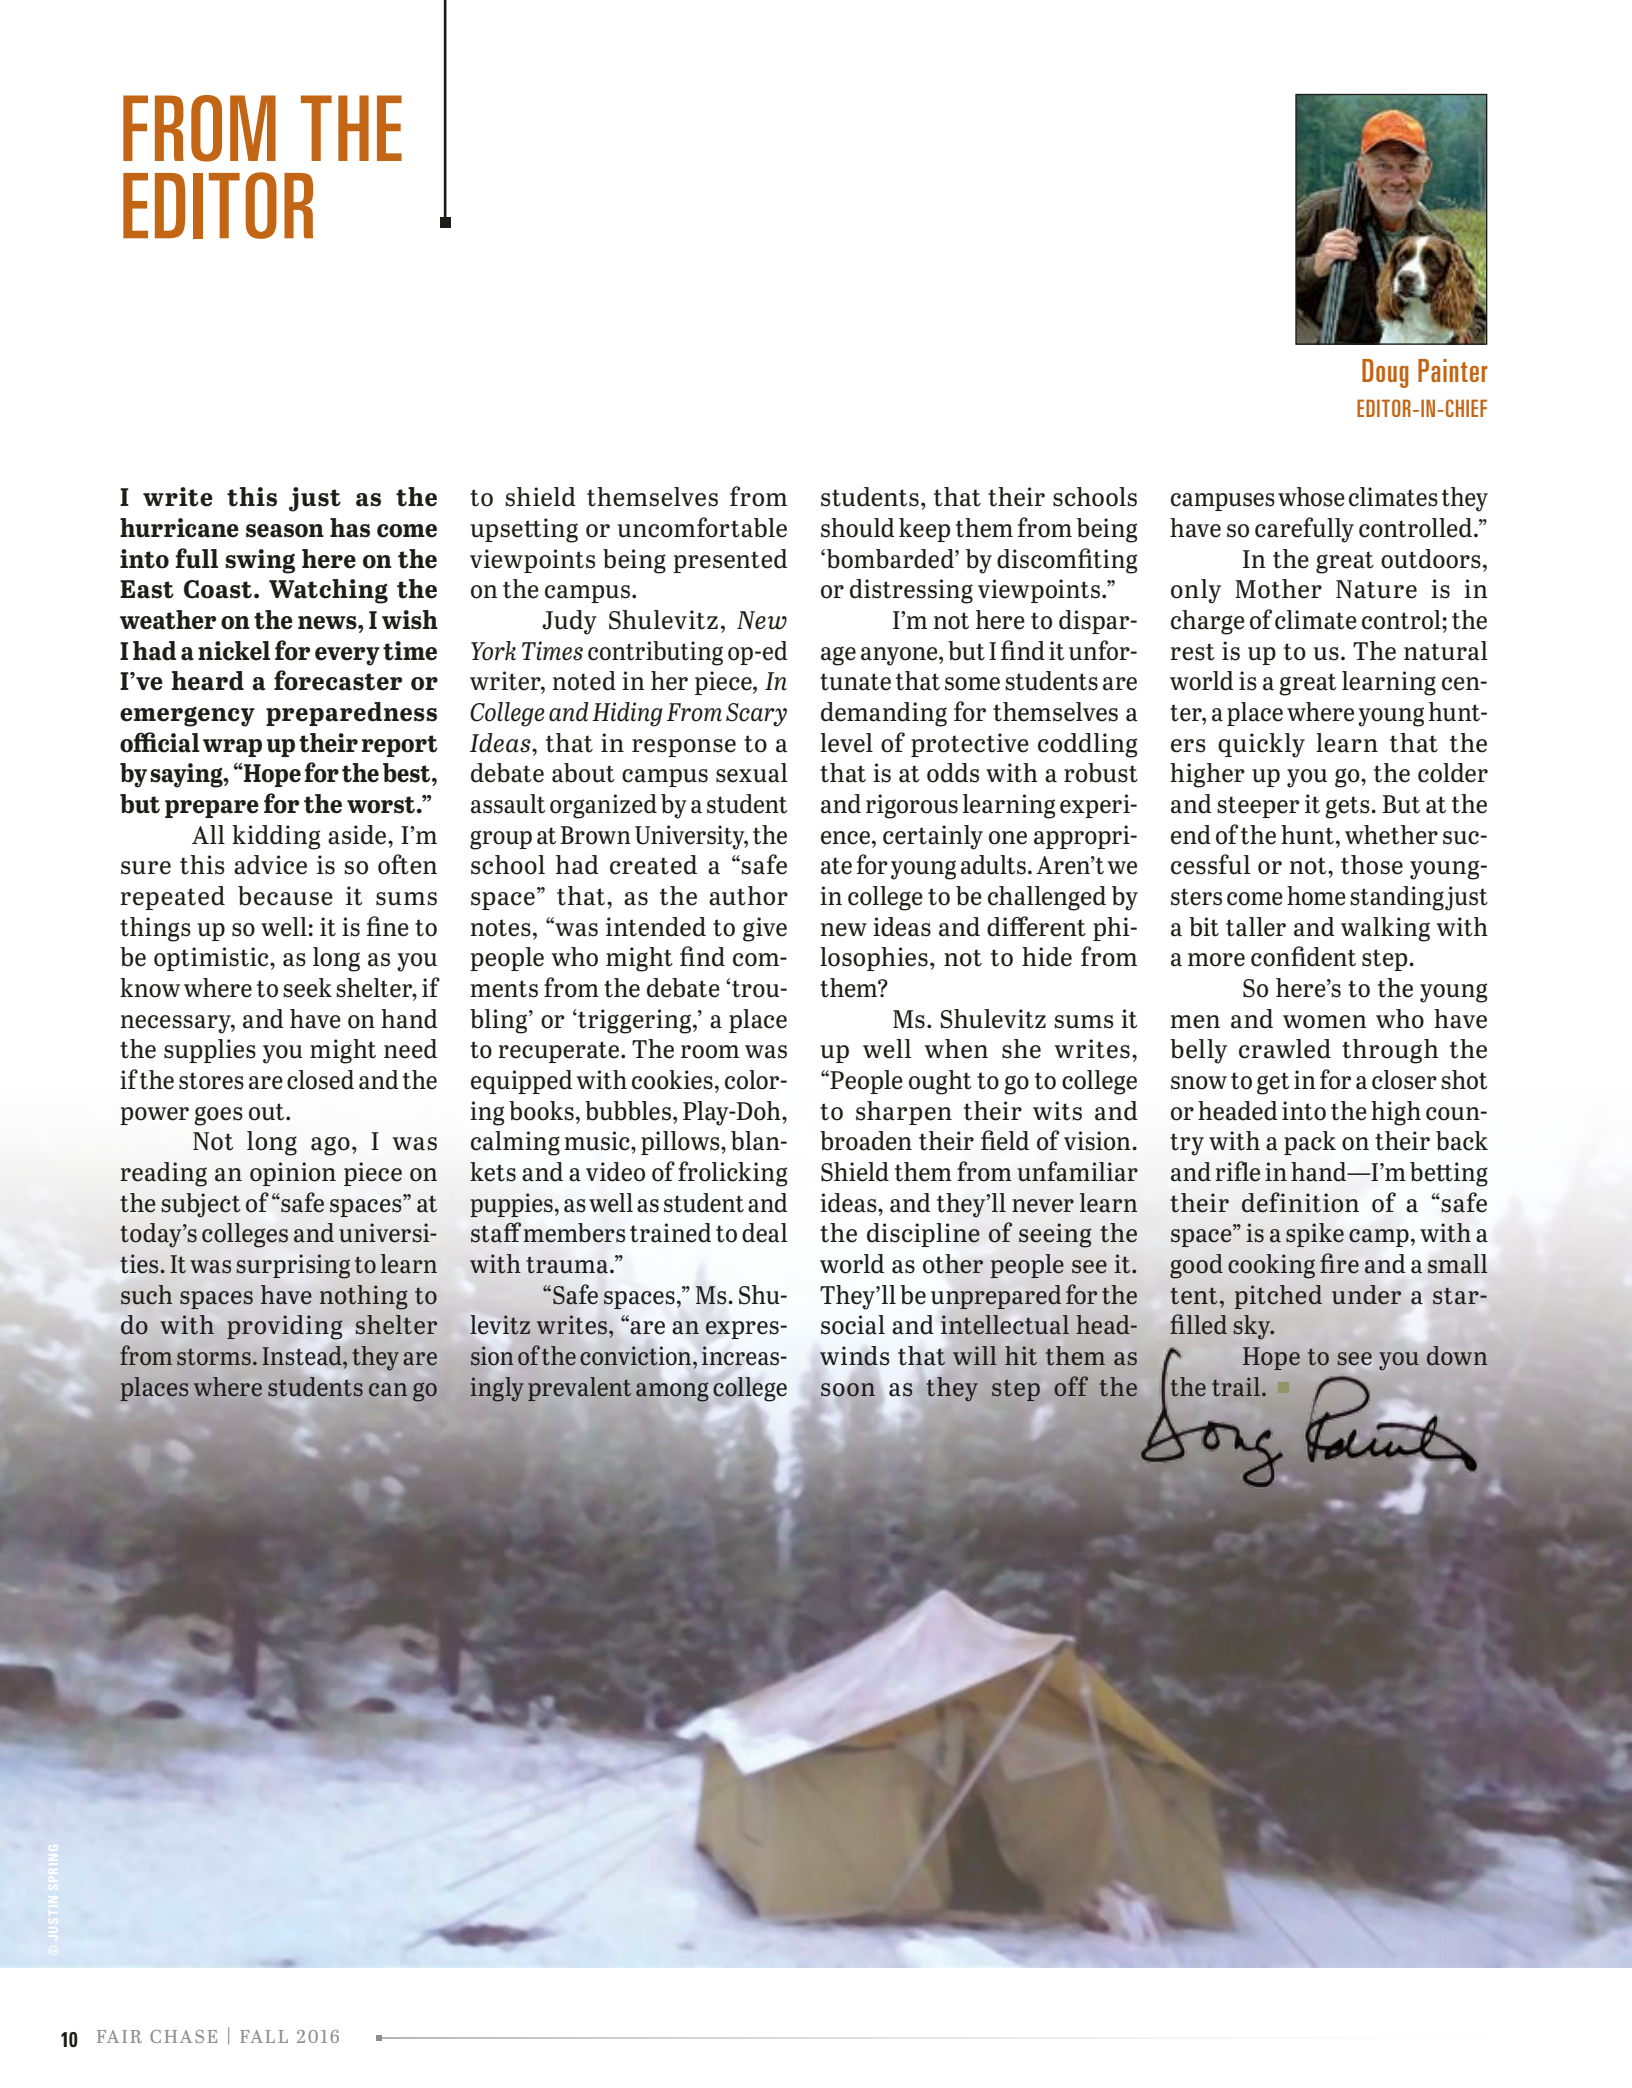 FROM THE
EDITOR
Doug Painter
EDITOR-IN-CHIEF
I write this just as the
hurricane season has come
into full swing here on the
East Coast. Watching the
weather on the news, I wish
I had a nickel for every time
I've heard a forecaster or
emergency preparedness
official wrap up their report
by saying, “Hope for the best,
but prepare for the worst.”
All kidding aside, I'm
sure this advice is so often
repeated because it sums
things up so well: it is fine to
be optimistic, as long as you
know where to seek shelter, if
necessary, and have on hand
the supplies you might need
if the stores are closed and the
power goes out.
Not long ago, I was
reading an opinion piece on
the subject of “safe spaces” at
today's colleges and universi-
ties. It was surprising to learn
such spaces have nothing to
do with providing shelter
from storms. Instead, they are
places where students can go
to shield themselves from
upsetting or uncomfortable
viewpoints being presented
on the campus.
Judy Shulevitz, New
York Times contributing op-ed
writer, noted in her piece, In
College and Hiding From Scary
Ideas, that in response to a
debate about campus sexual
assault organized by a student
group at Brown University, the
school had created a “safe
space” that, as the author
notes, “was intended to give
people who might find com-
ments from the debate ‘trou-
bling’ or ‘triggering,’ a place
to recuperate. The room was
equipped with cookies, color-
ing books, bubbles, Play-Doh,
calming music, pillows, blan-
kets and a video of frolicking
puppies, as well as student and
staff members trained to deal
with trauma.”
“Safe spaces,” Ms. Shu-
levitz writes, “are an expres-
sion of the conviction, increas-
ingly prevalent among college
students, that their schools
should keep them from being
‘bombarded’ by discomfiting
or distressing viewpoints.”
I'm not here to dispar-
age anyone, but I find it unfor-
tunate that some students are
demanding for themselves a
level of protective coddling
that is at odds with a robust
and rigorous learning experi-
ence, certainly one appropri-
ate for young adults. Aren't we
in college to be challenged by
new ideas and different phi-
losophies, not to hide from
them?
Ms. Shulevitz sums it
up well when she writes,
“People ought to go to college
to sharpen their wits and
broaden their field of vision.
Shield them from unfamiliar
ideas, and they'll never learn
the discipline of seeing the
world as other people see it.
They'll be unprepared for the
social and intellectual head-
winds that will hit them as
soon as they step off the
campuses whose climates they
have so carefully controlled.”
In the great outdoors,
only Mother Nature is in
charge of climate control; the
rest is up to us. The natural
world is a great learning cen-
ter, a place where young hunt-
ers quickly learn that the
higher up you go, the colder
and steeper it gets. But at the
end of the hunt, whether suc-
cessful or not, those young-
sters come home standing just
a bit taller and walking with
a more confident step.
So here's to the young
men and women who have
belly crawled through the
snow to get in for a closer shot
or headed into the high coun-
try with a pack on their back
and rifle in hand—I'm betting
their definition of a “safe
space” is a spike camp, with a
good cooking fire and a small
tent, pitched under a star-
filled sky.
Hope to see you down
the trail.
Doug Painter
© JUSTIN SPRING
10 FAIR CHASE | FALL 2016